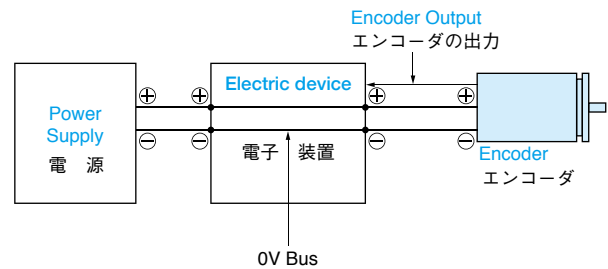 Encoder Output
エンコーダの出力
Power
Supply
電 源
Electric device
電子 装置
Encoder
エンコーダ
⊕ ⊕ ⊕ ⊕
⊖ ⊖ ⊖ ⊖
0V Bus